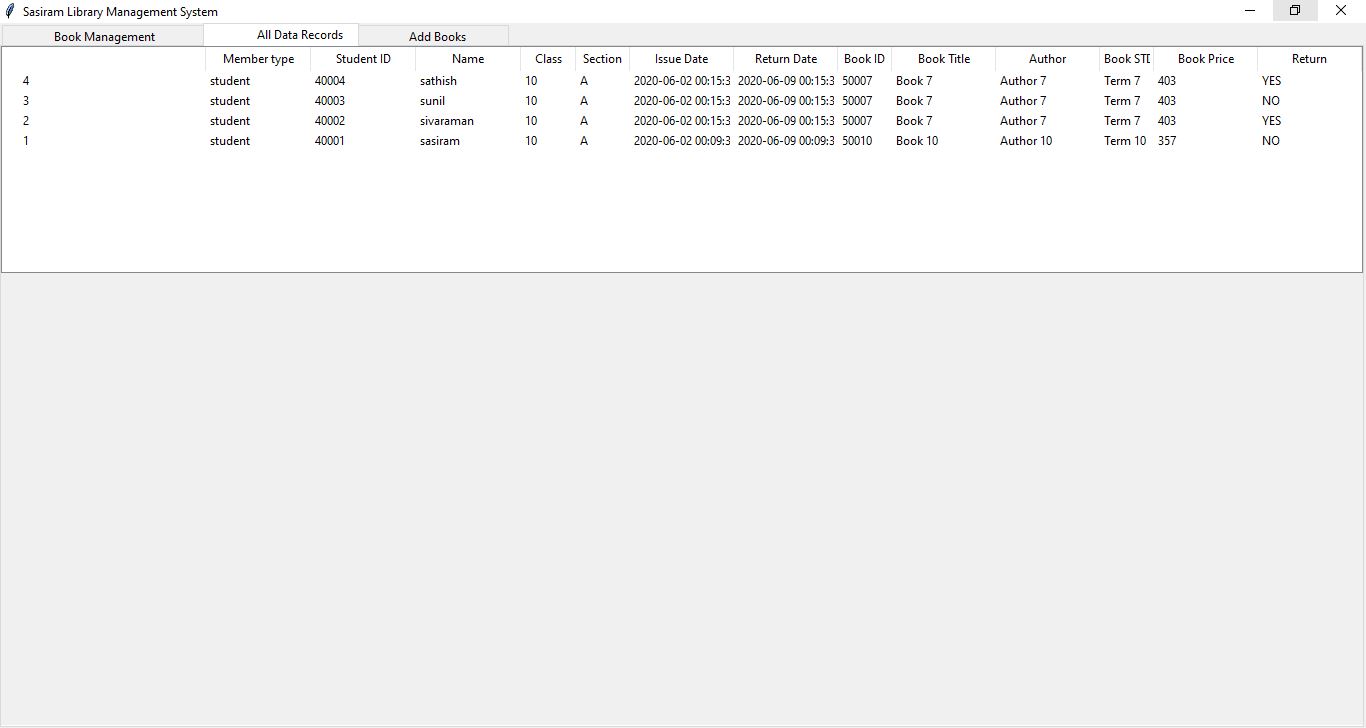 Sasiram Library Management System
Book Management All Data Records Add Books
Member type Student ID Name Class Section Issue Date Return Date Book ID Book Title Author Book STD Book Price Return
4 student 40004 sathish 10 A 2020-06-02 00:15:3 2020-06-09 00:15:3 50007 Book 7 Author 7 Term 7 403 YES
3 student 40003 sunil 10 A 2020-06-02 00:15:3 2020-06-09 00:15:3 50007 Book 7 Author 7 Term 7 403 NO
2 student 40002 sivaraman 10 A 2020-06-02 00:15:3 2020-06-09 00:15:3 50007 Book 7 Author 7 Term 7 403 YES
1 student 40001 sasiram 10 A 2020-06-02 00:09:3 2020-06-09 00:09:3 50010 Book 10 Author 10 Term 10 357 NO